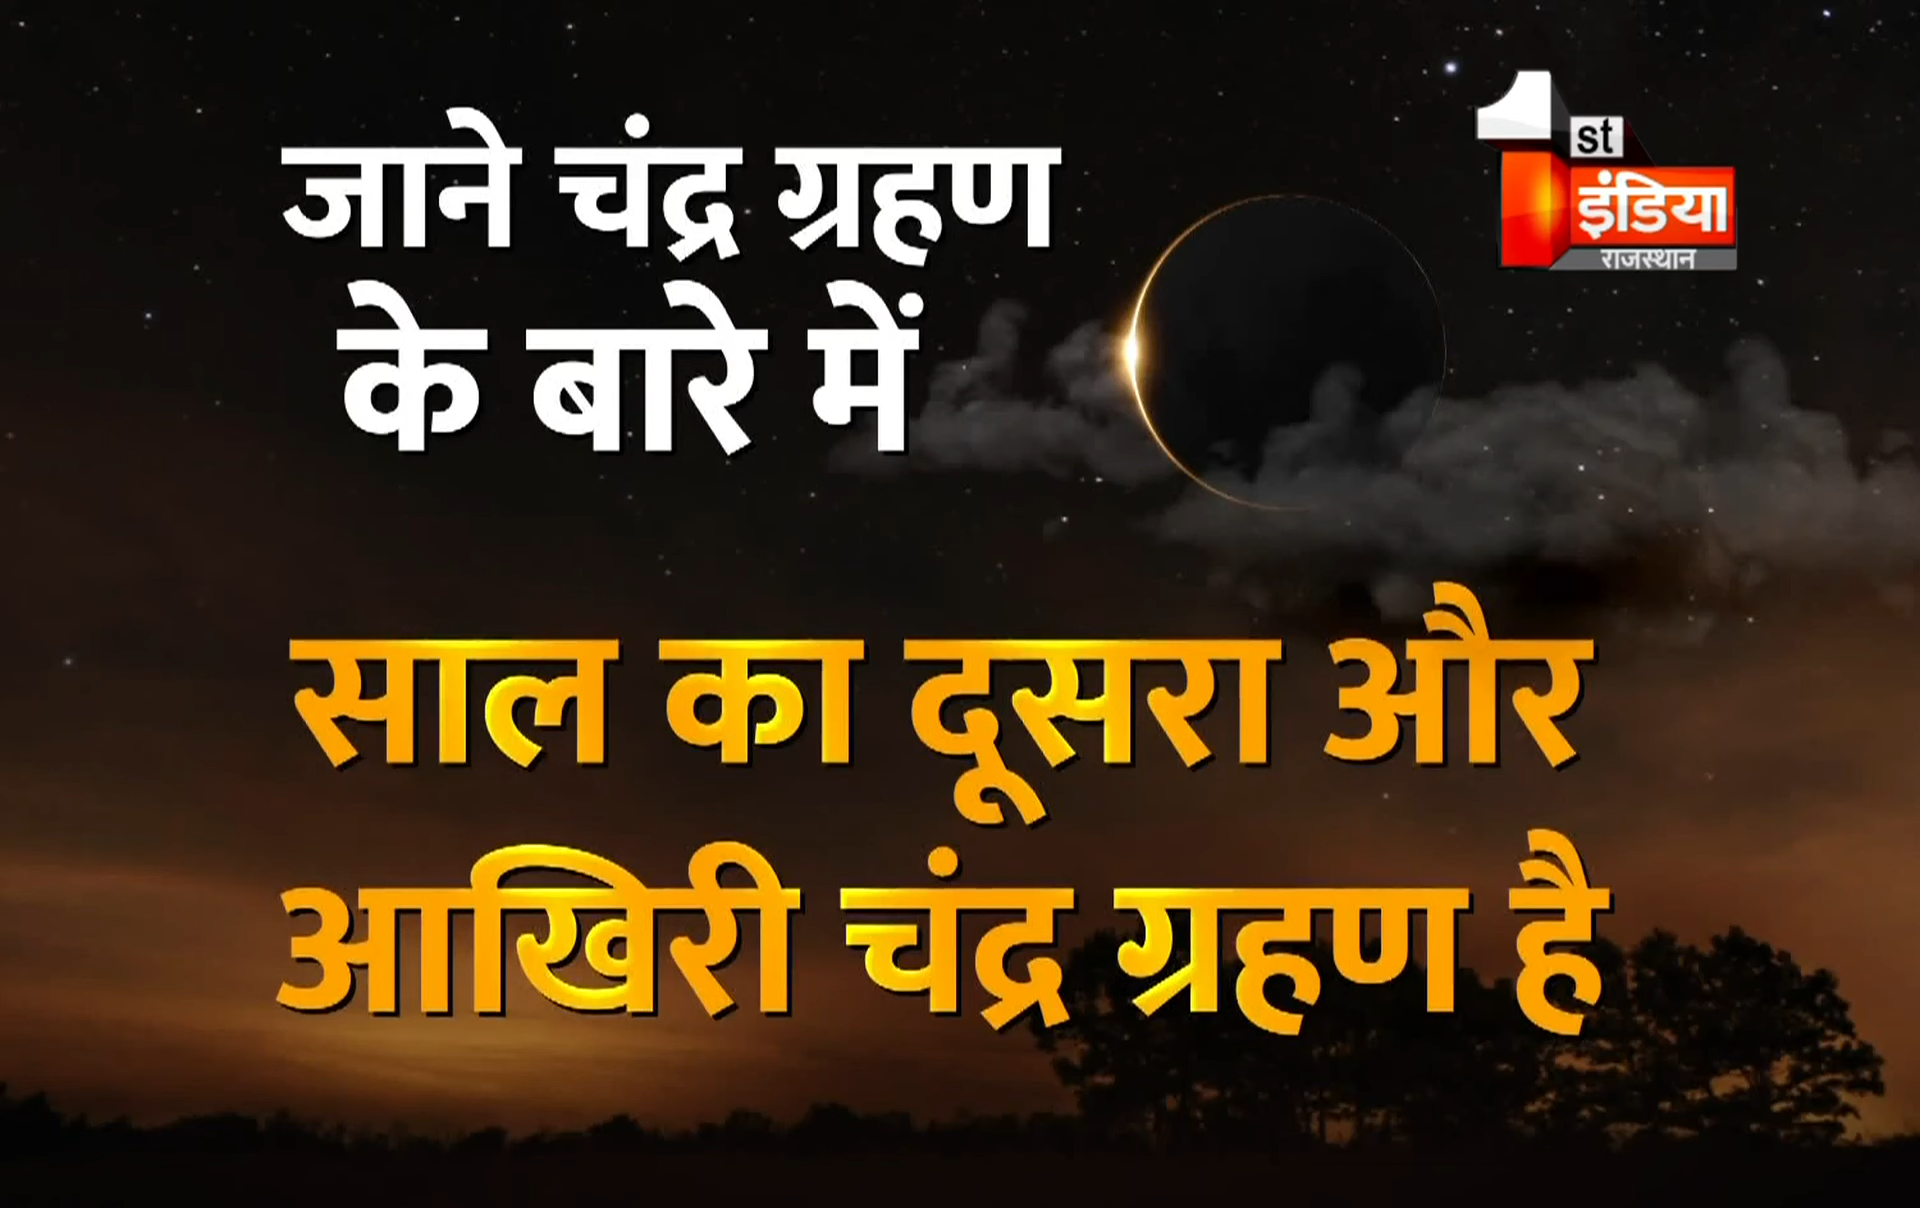 जाने चंद्र ग्रहण
के बारे में
1st
इंडिया
राजस्थान
साल का दूसरा और
आखिरी चंद्र ग्रहण है